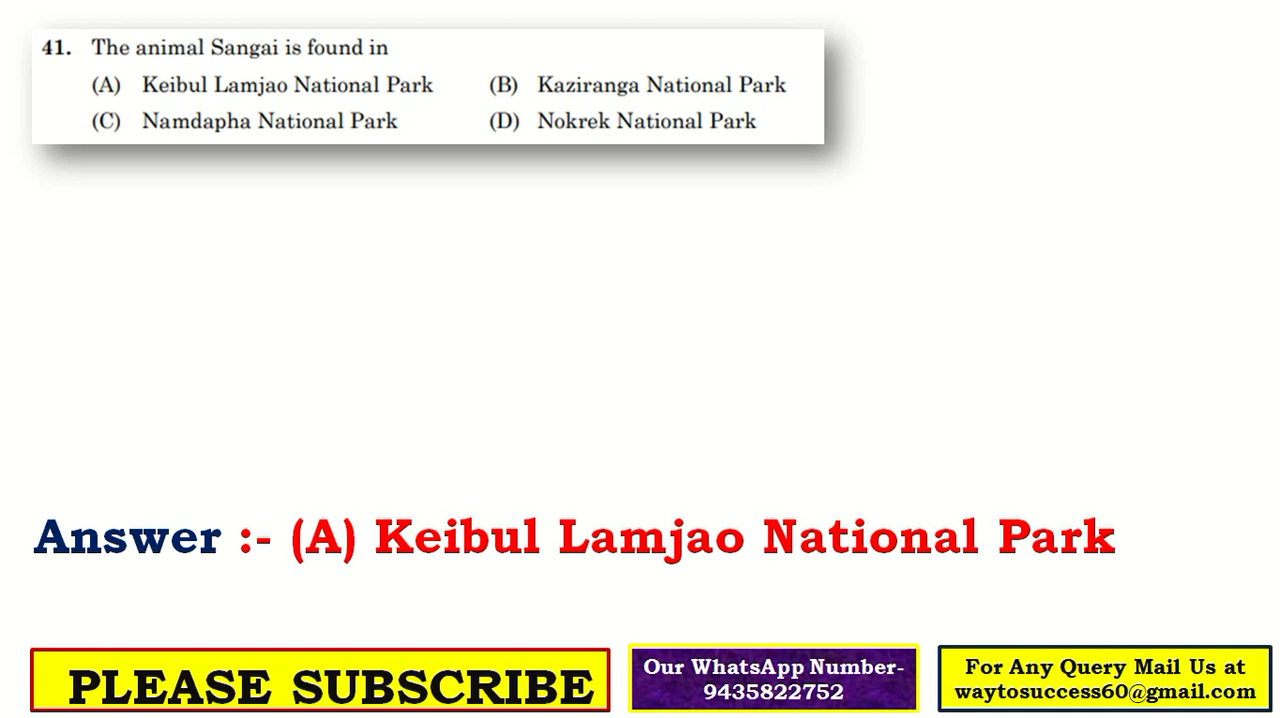 41. The animal Sangai is found in
(A) Keibul Lamjao National Park (B) Kaziranga National Park
(C) Namdapha National Park (D) Nokrek National Park
Answer :- (A) Keibul Lamjao National Park
PLEASE SUBSCRIBE
Our WhatsApp Number-
9435822752
For Any Query Mail Us at
waytosuccess60@gmail.com